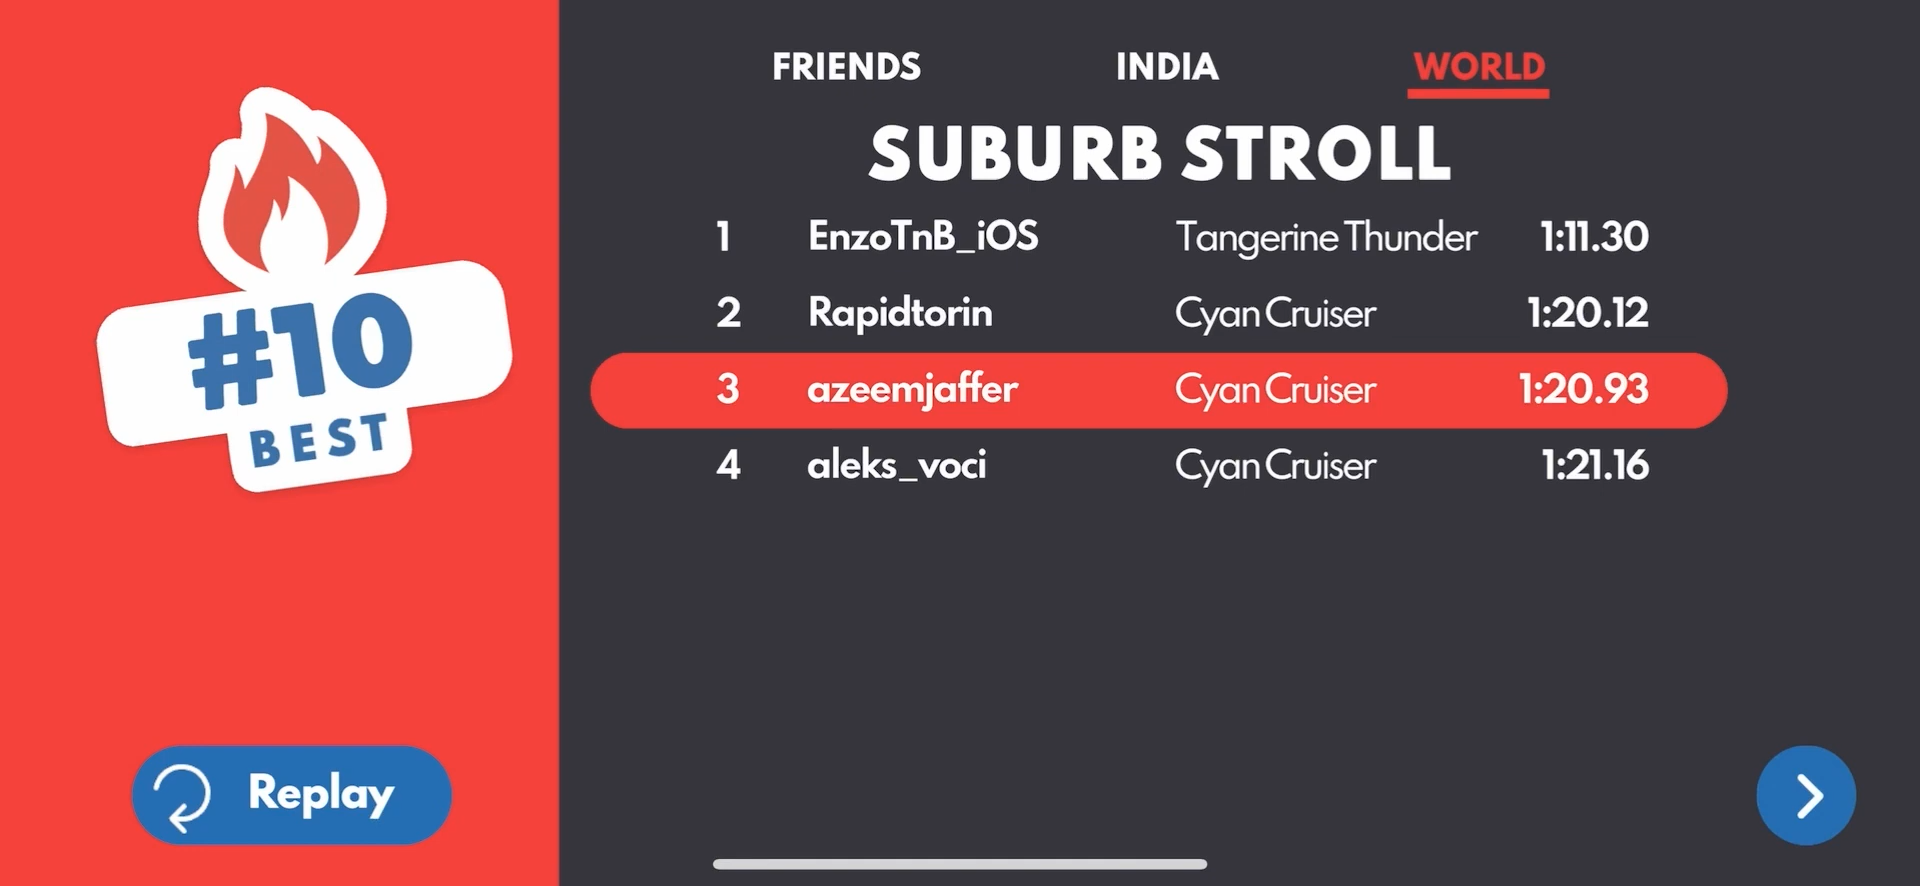 #10
BEST
Replay
FRIENDS INDIA WORLD
SUBURB STROLL
1 EnzoTnB_iOS Tangerine Thunder 1:11.30
2 Rapidtorin Cyan Cruiser 1:20.12
3 azeemjaffer Cyan Cruiser 1:20.93
4 aleks_voci Cyan Cruiser 1:21.16